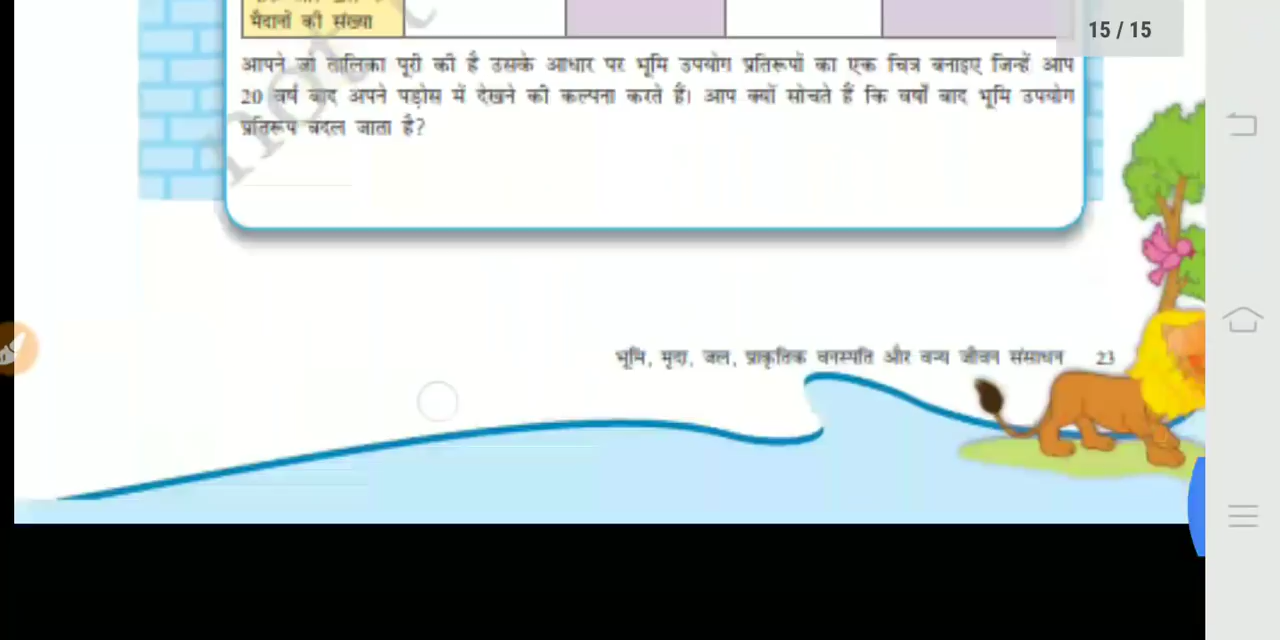 मैदानों की संख्या
15 / 15
आपने जो तालिका पूरी की है उसके आधार पर भूमि उपयोग प्रतिरूपों का एक चित्र बनाइए जिन्हें आप
20 वर्ष बाद अपने पड़ोस में देखने की कल्पना करते हैं। आप क्यों सोचते हैं कि वर्षों बाद भूमि उपयोग
प्रतिरूप बदल जाता है?
not
भूमि, मृदा, जल, प्राकृतिक वनस्पति और वन्य जीवन संसाधन 23